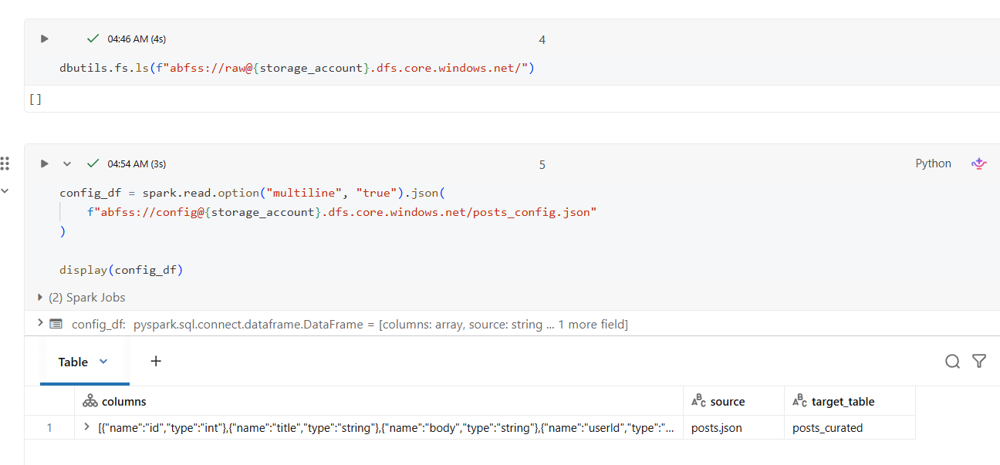 04:46 AM (4s)
4
dbutils.fs.ls(f"abfss://raw@{storage_account}.dfs.core.windows.net/")
[]
04:54 AM (3s)
5
Python
config_df = spark.read.option("multiline", "true").json(
f"abfss://config@{storage_account}.dfs.core.windows.net/posts_config.json"
)
display(config_df)
(2) Spark Jobs
config_df: pyspark.sql.connect.dataframe.DataFrame = [columns: array, source: string ... 1 more field]
Table
+
columns
ABC source
ABC target_table
1
[{"name":"id","type":"int"},{"name":"title","type":"string"},{"name":"body","type":"string"},{"name":"userId","type":"...
posts.json
posts_curated